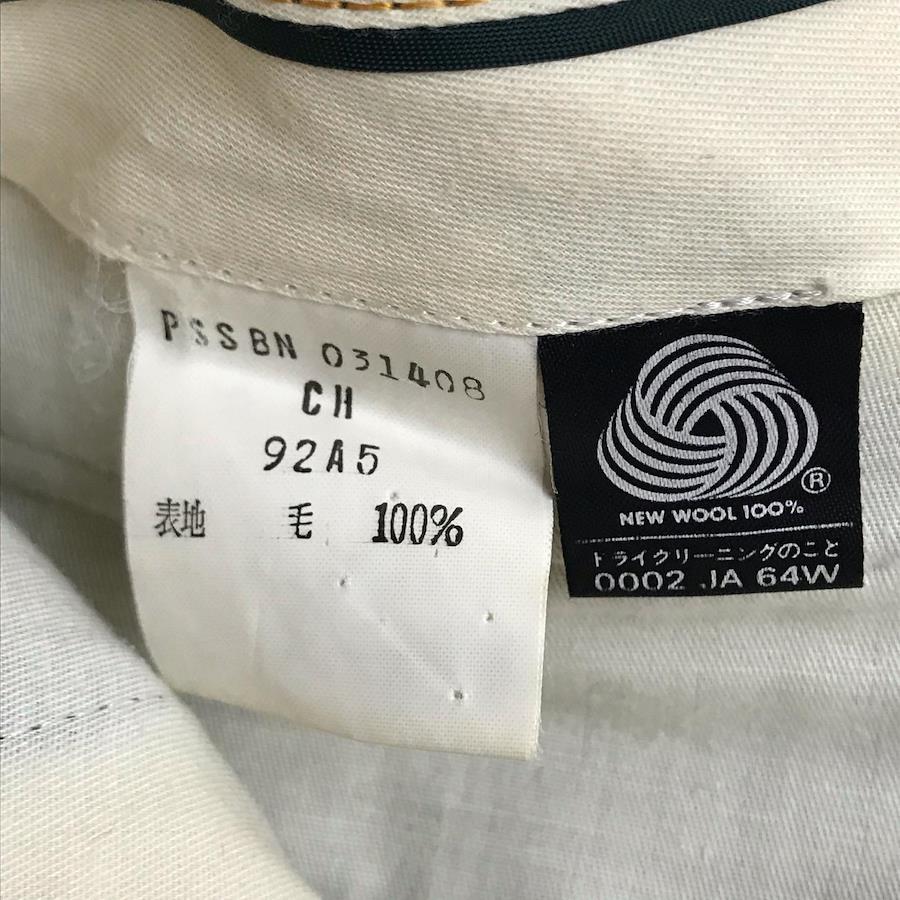 PSSBN 031408
CH
92A5
表地 毛 100%
®
NEW WOOL 100%
ドライクリーニングのこと
0002 JA 64W